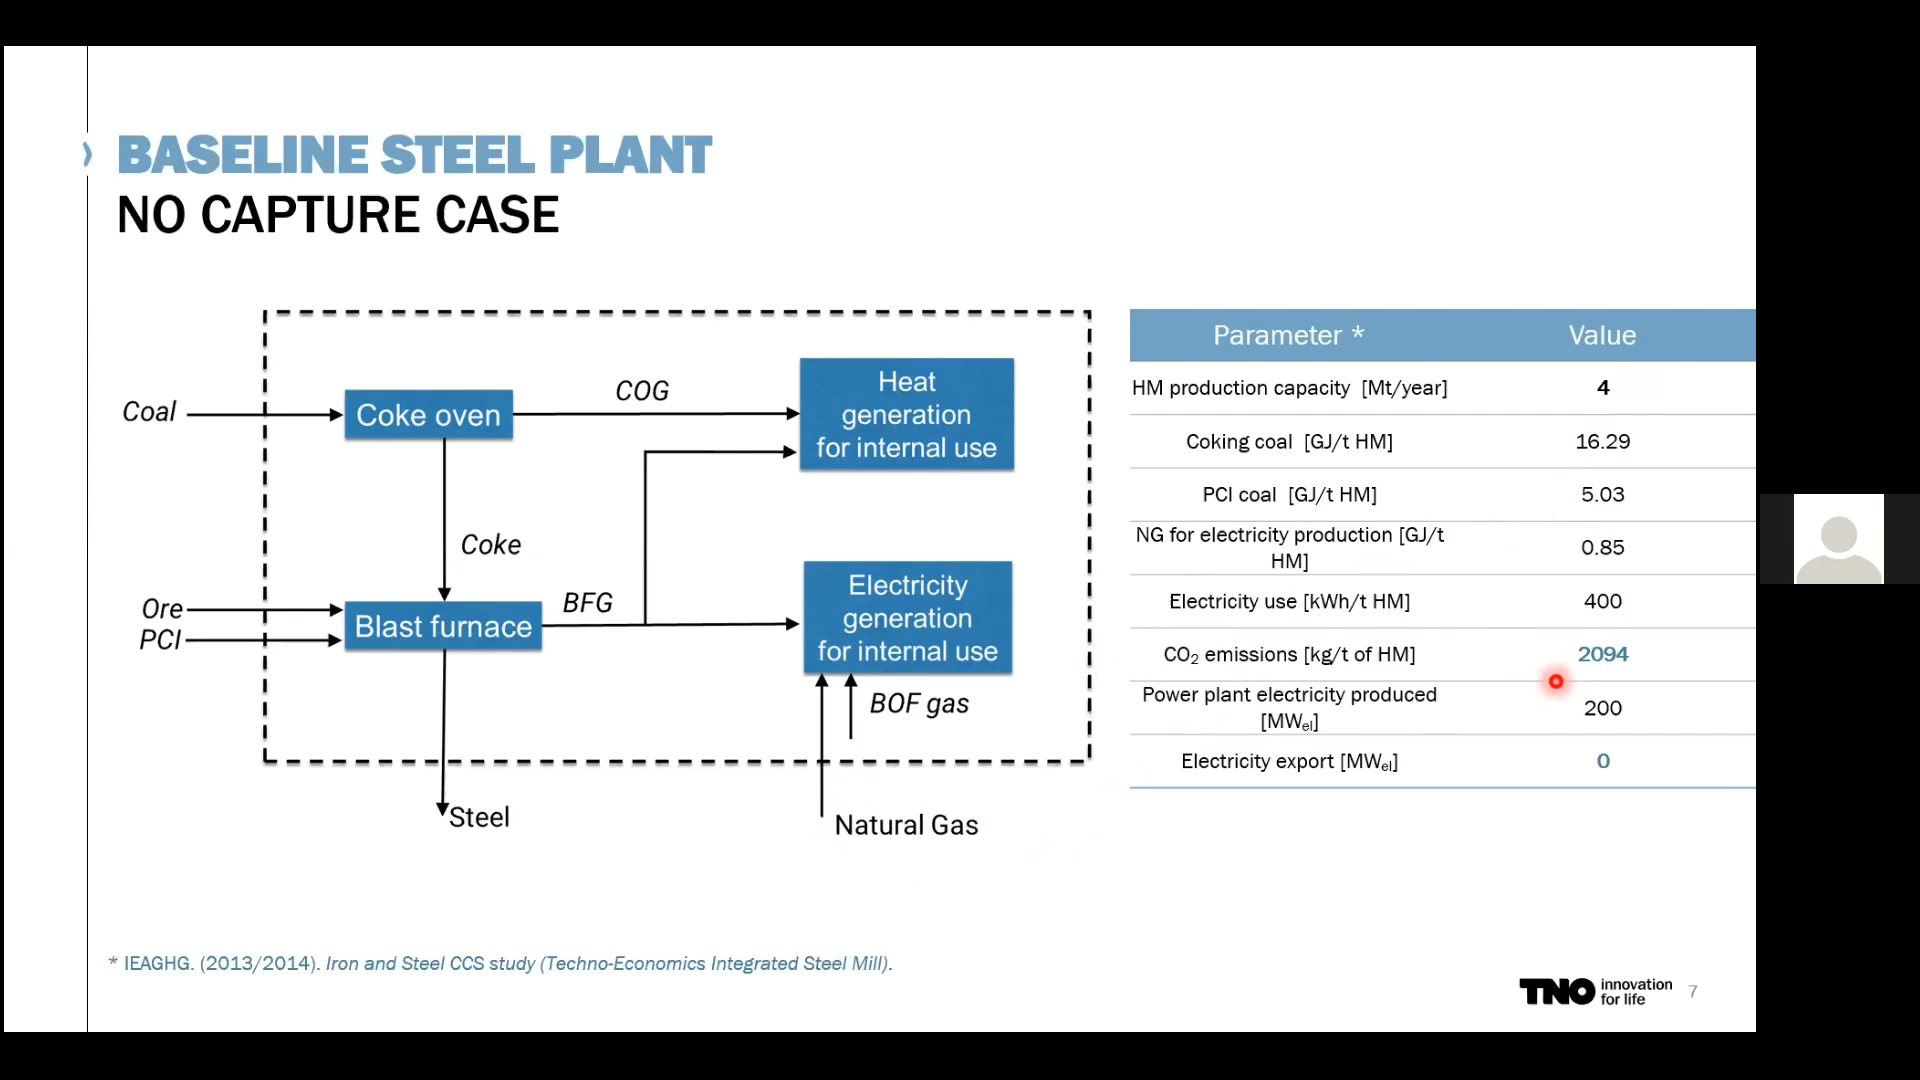 BASELINE STEEL PLANT
NO CAPTURE CASE
Coal
Coke oven
COG
Heat
generation
for internal use
Coke
Ore
PCI
Blast furnace
BFG
Electricity
generation
for internal use
BOF gas
Steel
Natural Gas
Parameter * Value
HM production capacity [Mt/year] 4
Coking coal [GJ/t HM] 16.29
PCI coal [GJ/t HM] 5.03
NG for electricity production [GJ/t
HM] 0.85
Electricity use [kWh/t HM] 400
CO₂ emissions [kg/t of HM] 2094
Power plant electricity produced
[MWel] 200
Electricity export [MWel] 0
* IEAGHG. (2013/2014). Iron and Steel CCS study (Techno-Economics Integrated Steel Mill).
TNO innovation
for life
7